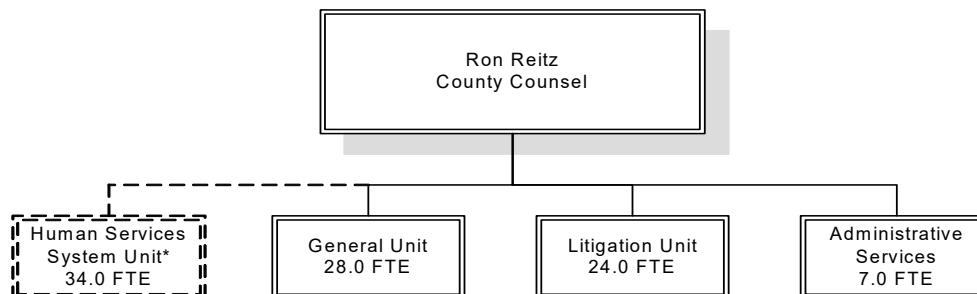 Ron Reitz
County Counsel
Human Services
System Unit*
34.0 FTE
General Unit
28.0 FTE
Litigation Unit
24.0 FTE
Administrative
Services
7.0 FTE